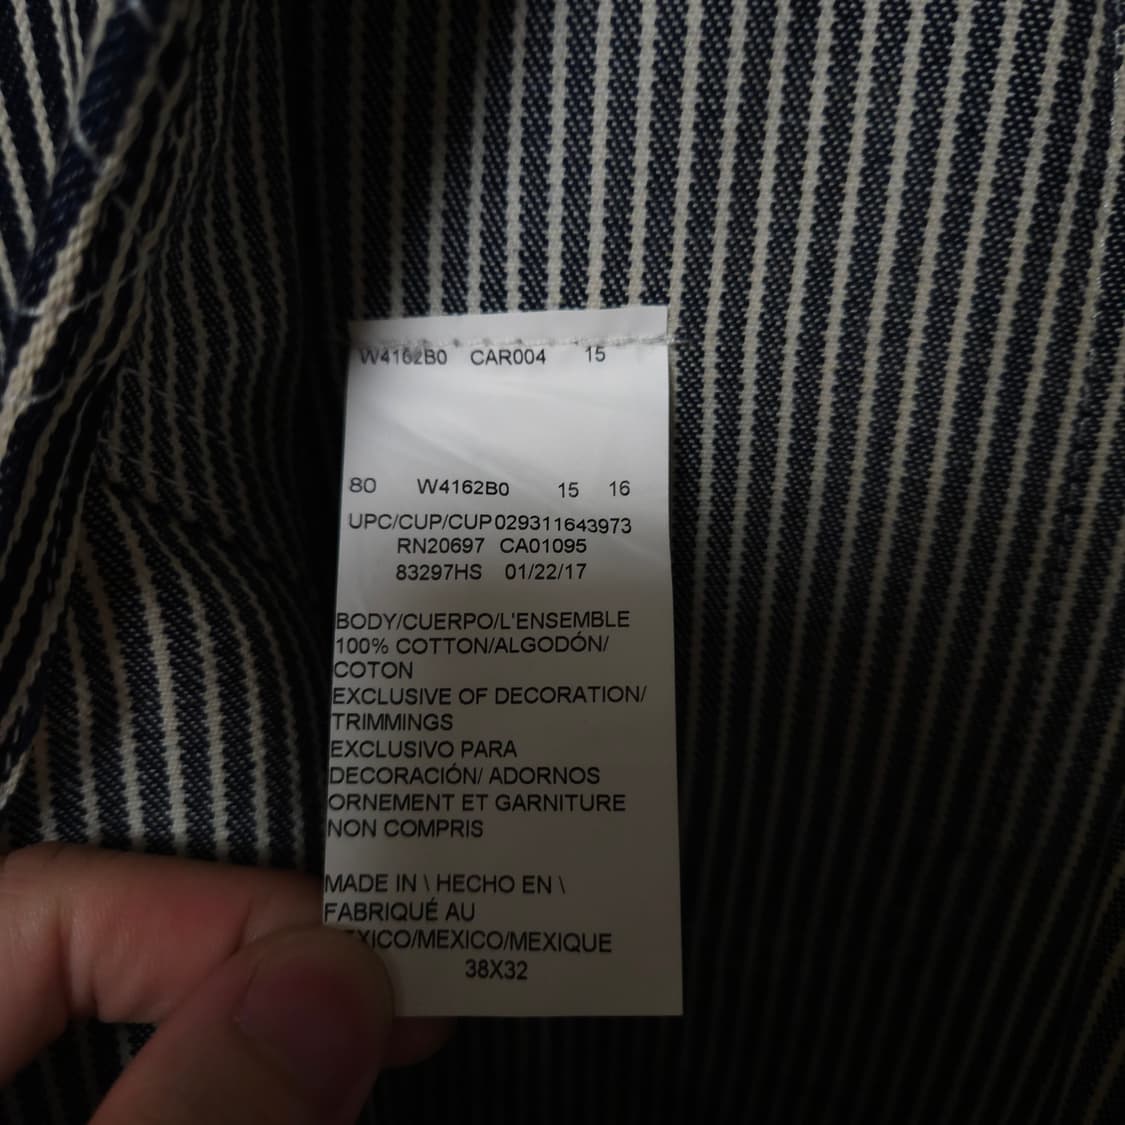 W4162B0 CAR004 15
80 W4162B0 15 16
UPC/CUP/CUP029311643973
RN20697 CA01095
83297HS 01/22/17
BODY/CUERPO/L'ENSEMBLE
100% COTTON/ALGODÓN/
COTON
EXCLUSIVE OF DECORATION/
TRIMMINGS
EXCLUSIVO PARA
DECORACIÓN/ ADORNOS
ORNEMENT ET GARNITURE
NON COMPRIS
MADE IN \ HECHO EN \
FABRIQUÉ AU
XICO/MEXICO/MEXIQUE
38X32